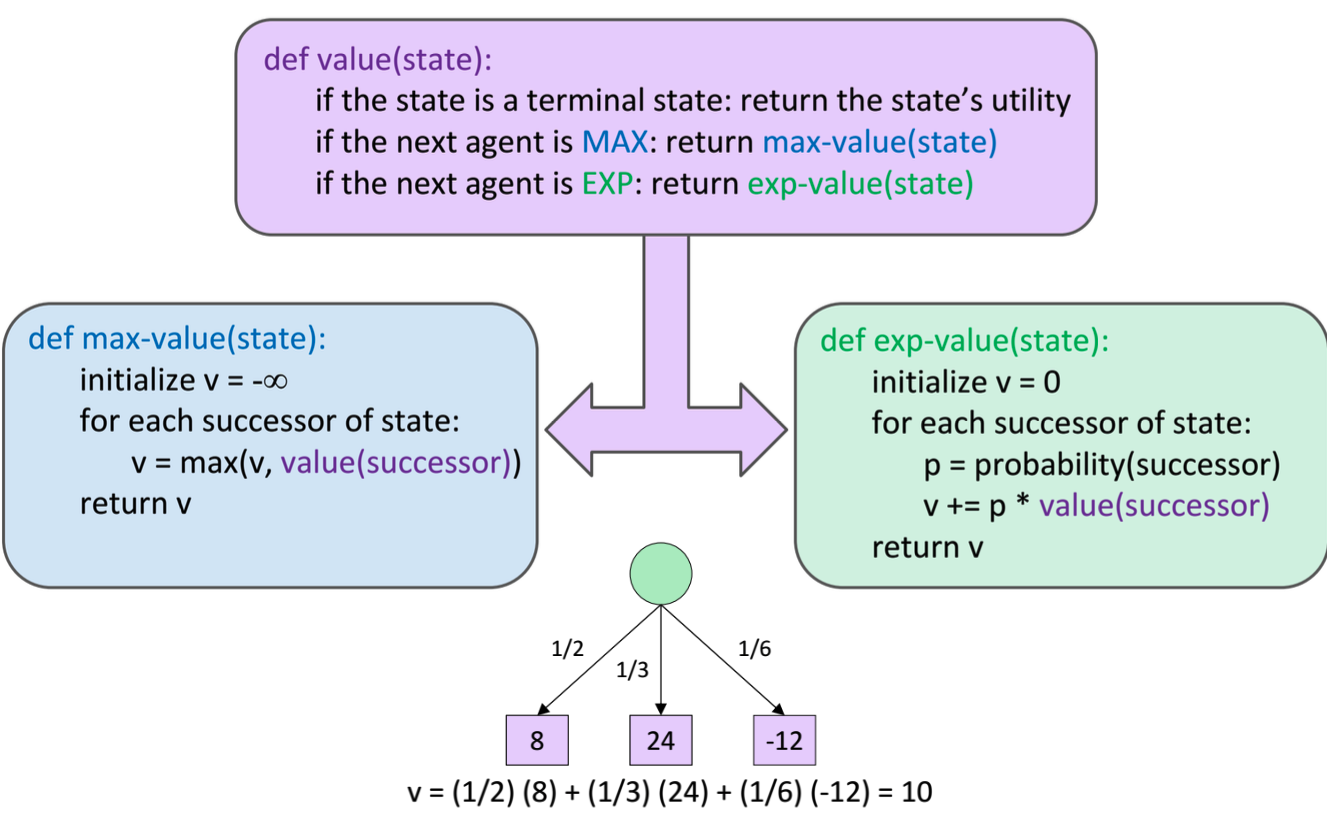 def value(state):
if the state is a terminal state: return the state’s utility
if the next agent is MAX: return max-value(state)
if the next agent is EXP: return exp-value(state)
def max-value(state):
initialize v = -∞
for each successor of state:
v = max(v, value(successor))
return v
def exp-value(state):
initialize v = 0
for each successor of state:
p = probability(successor)
v += p * value(successor)
return v
1/2
1/3
1/6
8
24
-12
v = (1/2) (8) + (1/3) (24) + (1/6) (-12) = 10